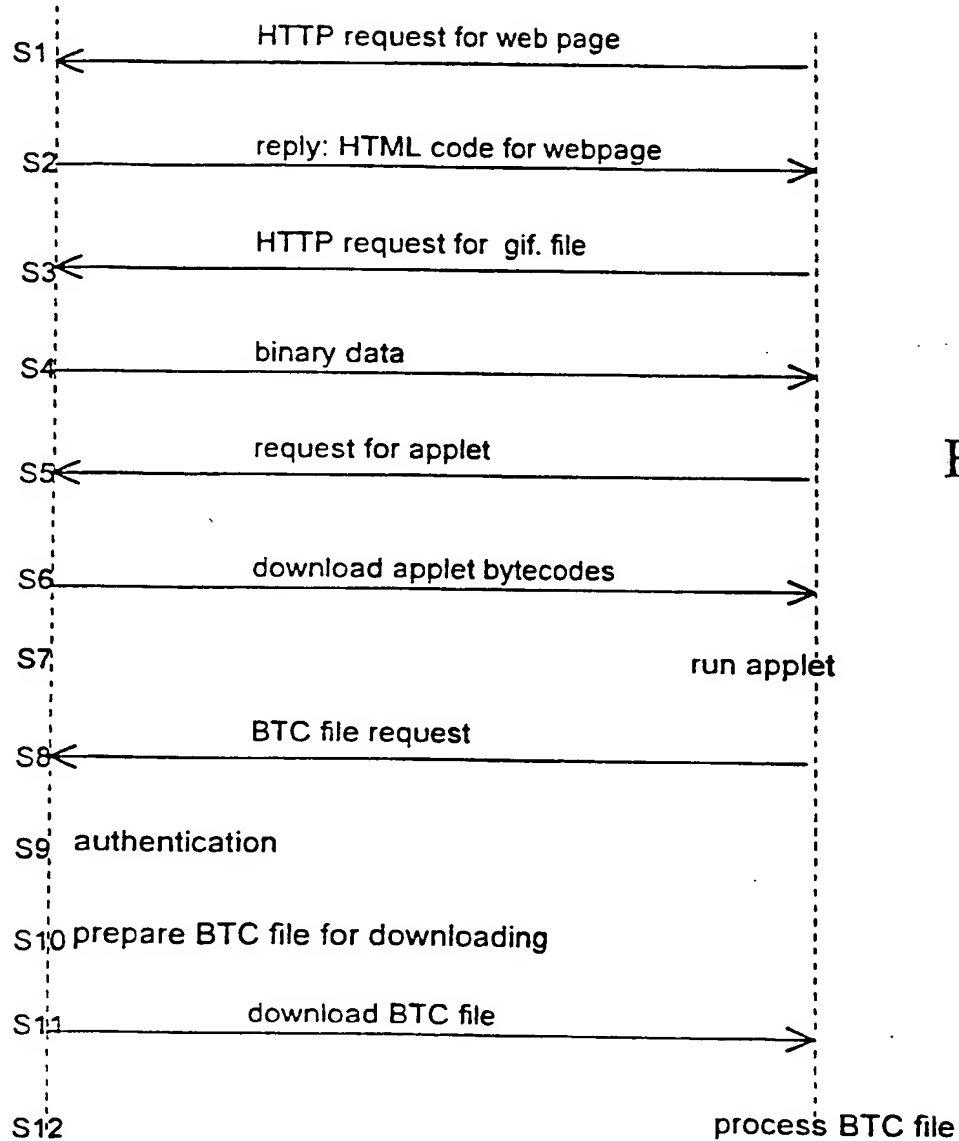 S1 HTTP request for web page
S2 reply: HTML code for webpage
S3 HTTP request for gif. file
S4 binary data
S5 request for applet
S6 download applet bytecodes
S7 run applet
S8 BTC file request
S9 authentication
S10 prepare BTC file for downloading
S11 download BTC file
S12 process BTC file